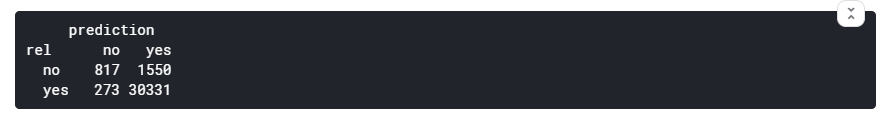 prediction
rel no yes
no 817 1550
yes 273 30331